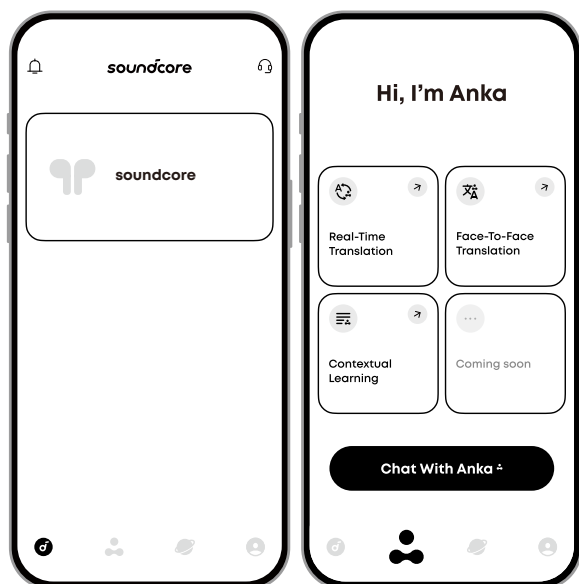 soundcore
soundcore
Hi, I’m Anka
Real-Time
Translation
Face-To-Face
Translation
Contextual
Learning
Coming soon
Chat With Anka